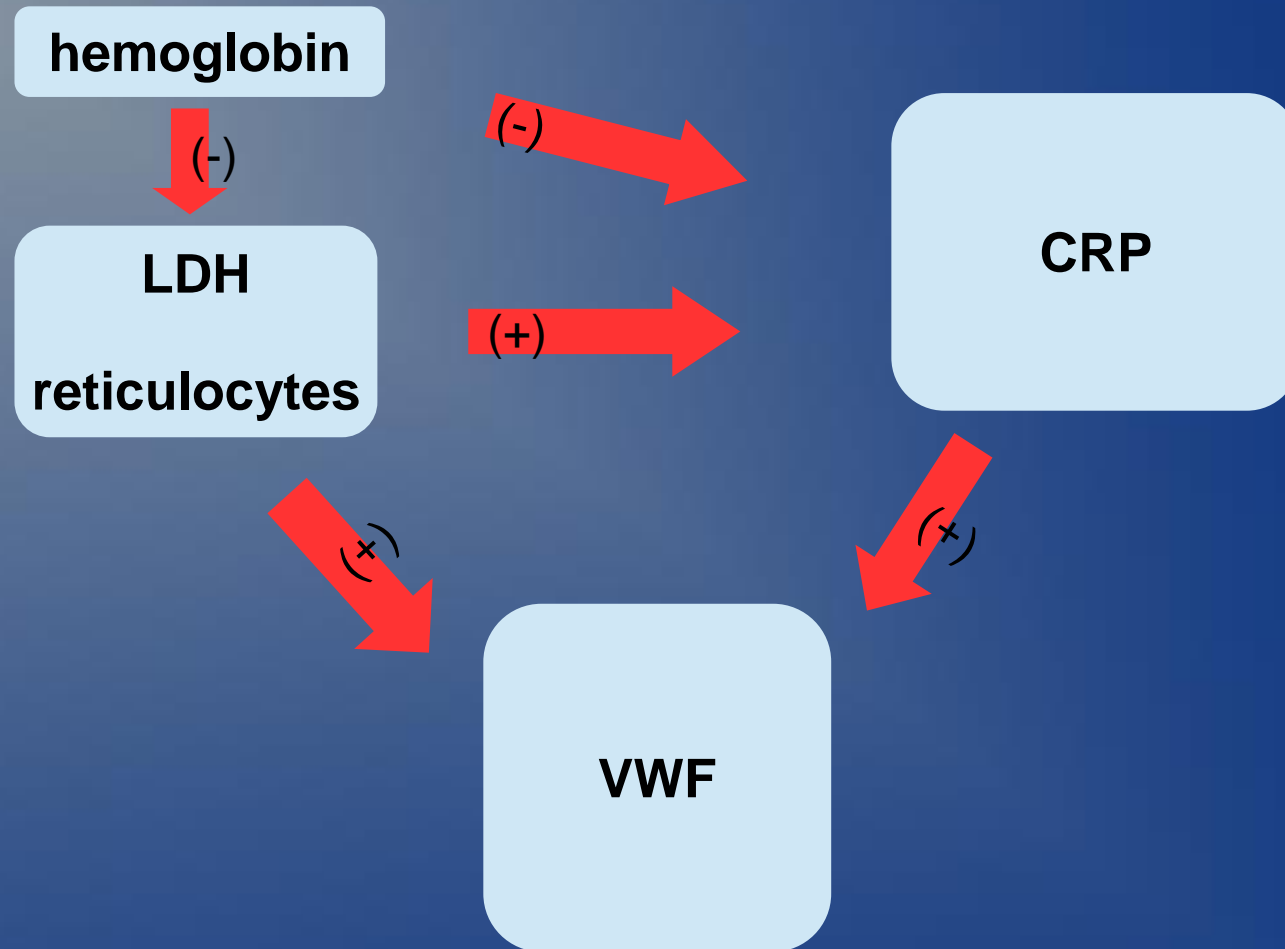 hemoglobin
(-)
(-)
LDH
reticulocytes
(+)
CRP
(+)
(+)
VWF